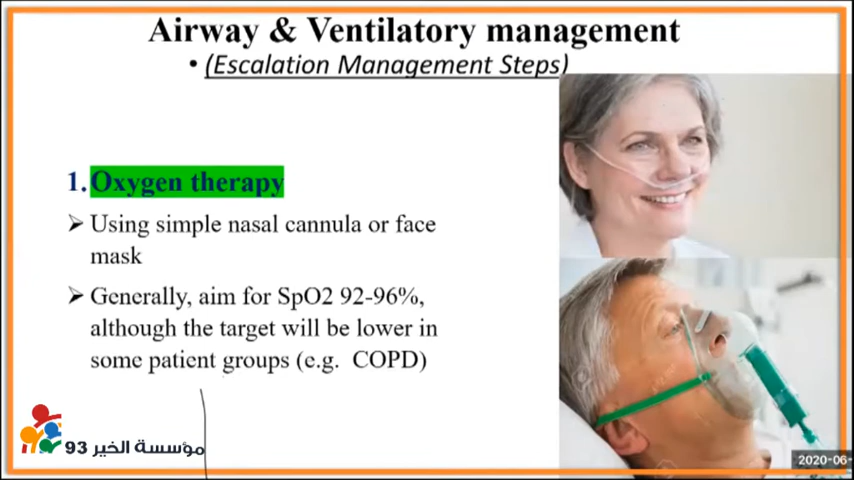 Airway & Ventilatory management
• (Escalation Management Steps)
1. Oxygen therapy
➢ Using simple nasal cannula or face
mask
➢ Generally, aim for SpO2 92-96%,
although the target will be lower in
some patient groups (e.g. COPD)
مؤسسة الخير 93
2020-06-